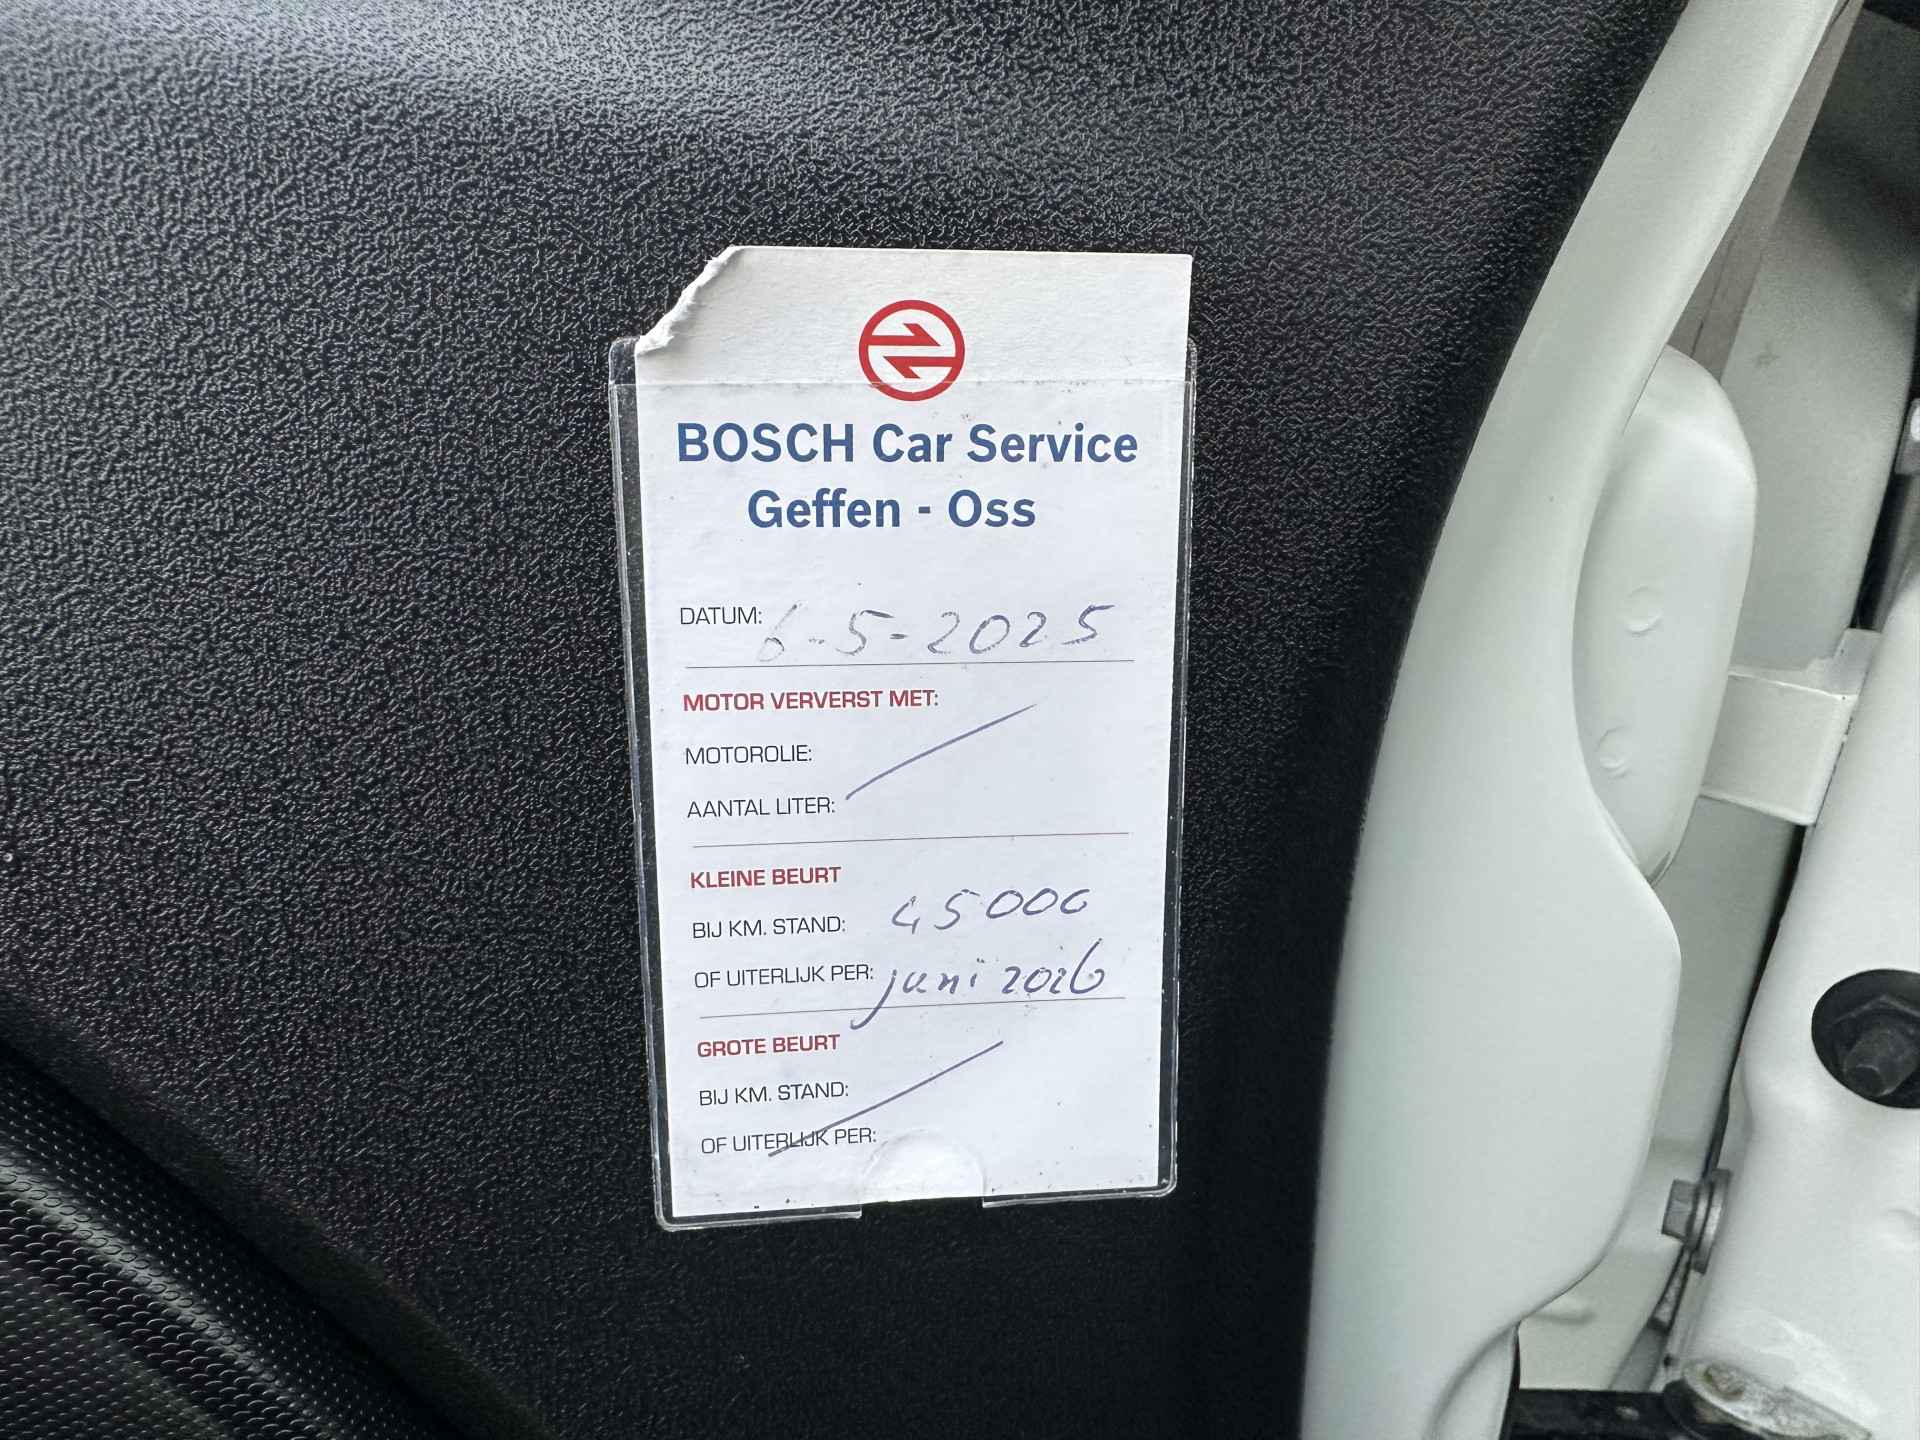 BOSCH Car Service
Geffen - Oss
DATUM: 6-5-2025
MOTOR VERVERST MET:
MOTOROLIE:
AANTAL LITER:
KLEINE BEURT
BIJ KM. STAND: 45000
OF UITERLIJK PER: juni 2026
GROTE BEURT
BIJ KM. STAND:
OF UITERLIJK PER: